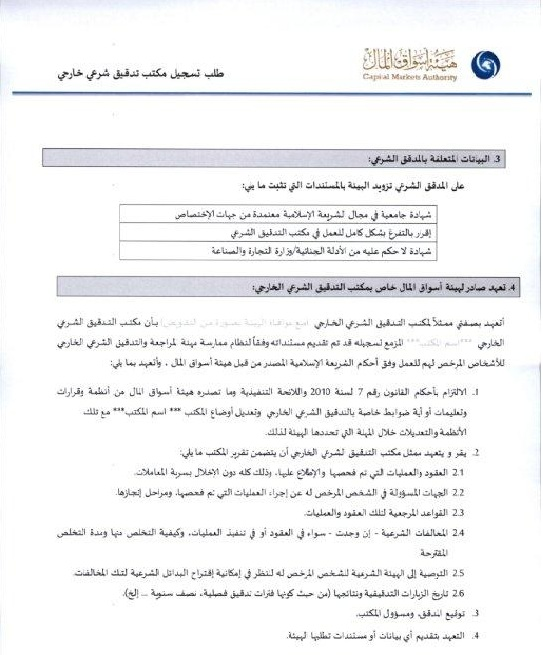 هيئة أسواق المال
Capital Markets Authority
طلب تسجيل مكتب تدقيق شرعي خارجي
3. البيانات المتعلقة بالمدقق الشرعي:
على المدقق الشرعي تزويد الهيئة بالمستندات التي تثبت ما يلي:
شهادة جامعية في مجال الشريعة الإسلامية معتمدة من جهات الإختصاص
إقرار بالتفرغ بشكل كامل للعمل في مكتب التدقيق الشرعي
شهادة لا حكم عليه من الأدلة الجنائية/وزارة التجارة والصناعة
4. تعهد صادر لهيئة أسواق المال خاص بمكتب التدقيق الشرعي الخارجي:
أتعهد بصفتي ممثلاً لمكتب التدقيق الشرعي الخارجي (مع موافاة الهيئة بصورة من التفويض) بأن مكتب التدقيق الشرعي
الخارجي ***اسم المكتب*** المزمع تسجيله قد تم تقديم مستنداته وفقاً لنظام ممارسة مهنة المراجعة والتدقيق الشرعي الخارجي
للأشخاص المرخص لهم للعمل وفق أحكام الشريعة الإسلامية المصدر من قبل هيئة أسواق المال ، وأتعهد بما يلي:
1. الالتزام بأحكام القانون رقم 7 لسنة 2010 واللائحة التنفيذية، وما تصدره هيئة أسواق المال من أنظمة وقرارات
وتعليمات أو أية ضوابط خاصة بالتدقيق الشرعي الخارجي وتعديل أوضاع المكتب *** اسم المكتب*** مع تلك
الأنظمة والتعديلات خلال المهلة التي تحددها الهيئة لذلك.
2. يقر و يتعهد ممثل مكتب التدقيق الشرعي الخارجي أن يتضمن تقرير المكتب ما يلي:
2.1 العقود والعمليات التي تم فحصها والإطلاع عليها، وذلك كله دون الاخلال بسرية المعاملات.
2.2 الجهات المسؤولة في الشخص المرخص له عن إجراء العمليات التي تم فحصها، ومراحل إنجازها.
2.3 القواعد المرجعية لتلك العقود والعمليات.
2.4 المخالفات الشرعية - إن وجدت - سواء في العقود أو في تنفيذ العمليات، وكيفية التخلص منها ومدة التخلص
المقترحة
2.5 التوصية إلى الهيئة الشرعية للشخص المرخص له للنظر في إمكانية إقتراح البدائل الشرعية لتلك المخالفات.
2.6 تاريخ الزيارات التدقيقية ونتائجها (من حيث كونها فترات تدقيق فصلية، نصف سنوية ... إلخ).
3. توقيع المدقق، ومسؤول المكتب.
4. التعهد بتقديم أي بيانات أو مستندات تطلبها الهيئة.